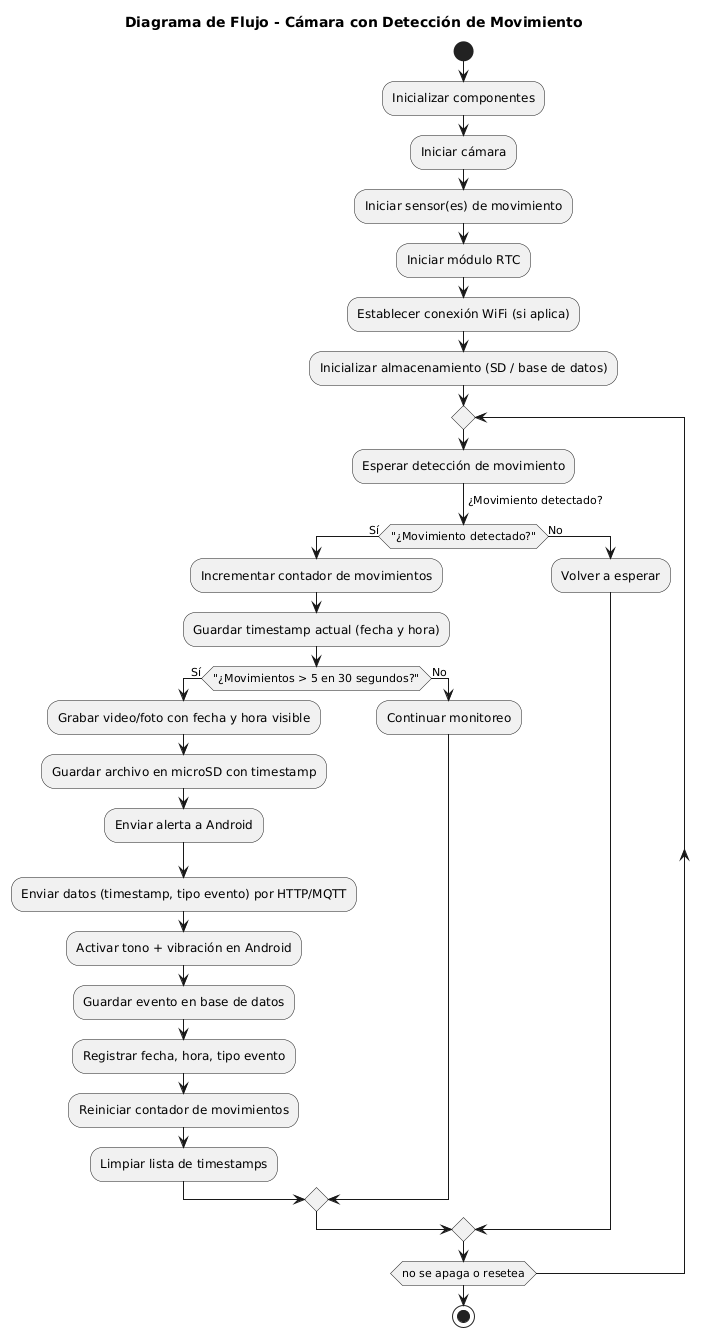 Diagrama de Flujo - Cámara con Detección de Movimiento
Inicializar componentes
Iniciar cámara
Iniciar sensor(es) de movimiento
Iniciar módulo RTC
Establecer conexión WiFi (si aplica)
Inicializar almacenamiento (SD / base de datos)
Esperar detección de movimiento
¿Movimiento detectado?
Sí
"¿Movimiento detectado?"
No
Incrementar contador de movimientos
Volver a esperar
Guardar timestamp actual (fecha y hora)
Sí
"¿Movimientos > 5 en 30 segundos?"
No
Grabar video/foto con fecha y hora visible
Continuar monitoreo
Guardar archivo en microSD con timestamp
Enviar alerta a Android
Enviar datos (timestamp, tipo evento) por HTTP/MQTT
Activar tono + vibración en Android
Guardar evento en base de datos
Registrar fecha, hora, tipo evento
Reiniciar contador de movimientos
Limpiar lista de timestamps
no se apaga o resetea